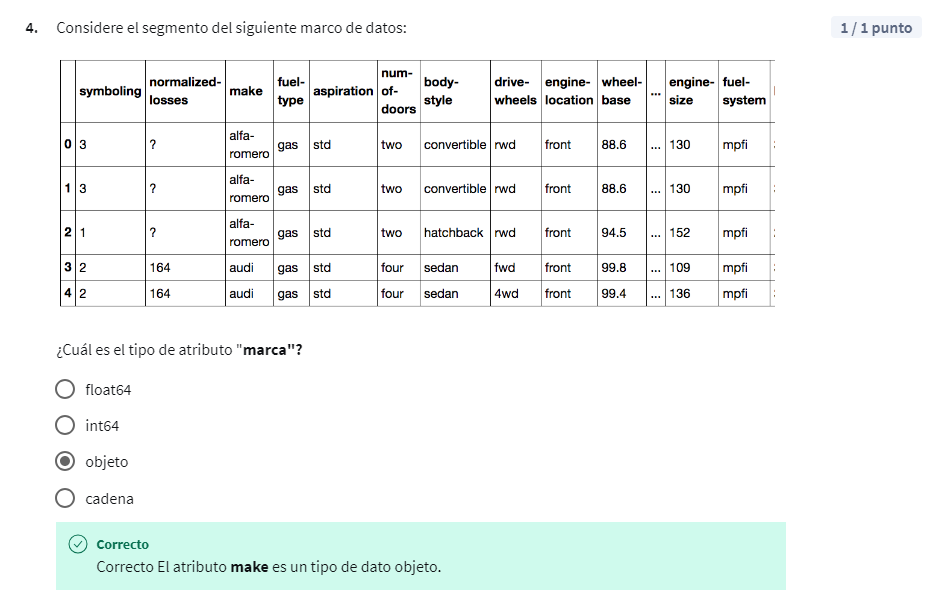 4. Considere el segmento del siguiente marco de datos:
1 / 1 punto
symboling normalized-losses make fuel-type aspiration num-of-doors body-style drive-wheels engine-location wheel-base ... engine-size fuel-system
0 3 ? alfa-romero gas std two convertible rwd front 88.6 ... 130 mpfi
1 3 ? alfa-romero gas std two convertible rwd front 88.6 ... 130 mpfi
2 1 ? alfa-romero gas std two hatchback rwd front 94.5 ... 152 mpfi
3 2 164 audi gas std four sedan fwd front 99.8 ... 109 mpfi
4 2 164 audi gas std four sedan 4wd front 99.4 ... 136 mpfi
¿Cuál es el tipo de atributo "marca"?
float64
int64
objeto
cadena
Correcto
Correcto El atributo make es un tipo de dato objeto.